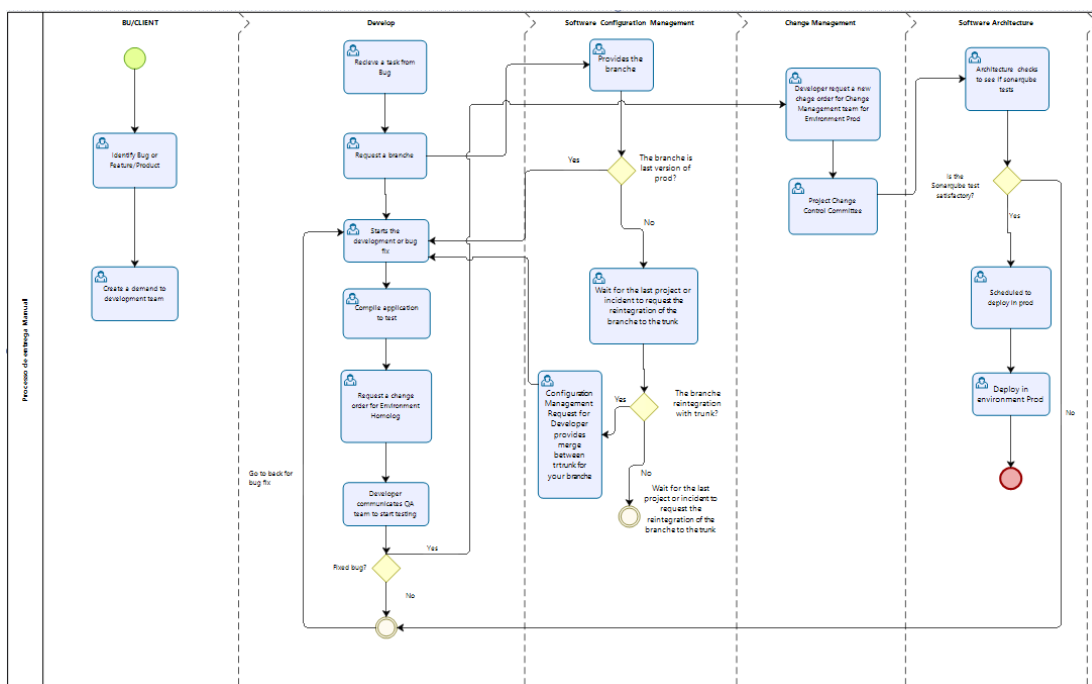 BU/CLIENT
Develop
Software Configuration Management
Change Management
Software Architecture
Processo de entrega Manual
Identify Bug or
Feature/Product
Create a demand to
development team
Recieve a task from
Bug
Request a branche
Starts the
development or bug
fix
Compile application
to test
Request a change
order for Environment
Homolog
Developer
communicates QA
team to start testing
Fixed bug?
Yes
No
Go to back for
bug fix
Provides the
branche
The branche is
last version of
prod?
Yes
No
Wait for the last project or
incident to request the
reintegration of the
branche to the trunk
The branche
reintegration
with trunk?
Yes
No
Configuration
Management
Request for
Developer
provides
merge
between
trtrunk for
your branche
Wait for the last
project or incident to
request the
reintegration of the
branche to the trunk
Developer requet a new
chage order for Change
Management team for
Environment Prod
Project Change
Control Committee
Architecture checks
to see if sonarqube
tests
Is the
Sonarqube test
satisfactory?
Yes
No
Scheduled to
deploy in prod
Deploy in
environment Prod